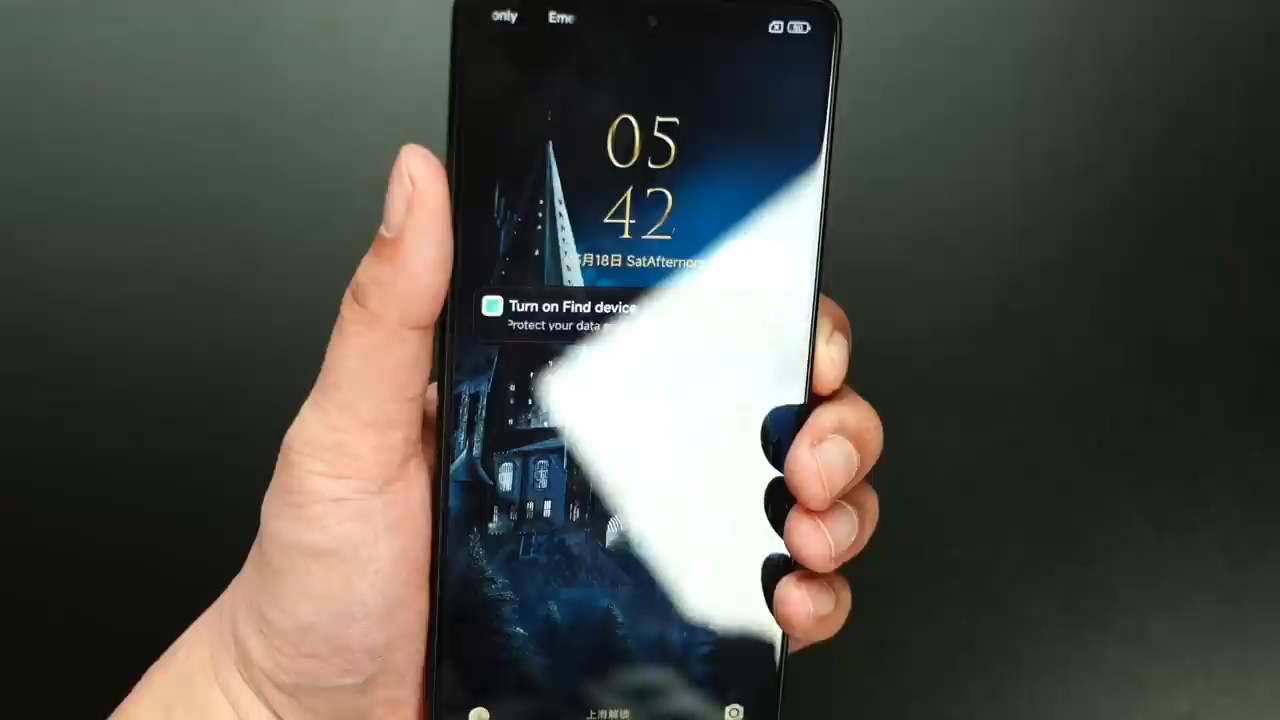 only Eme
05
42
月18日 SatAfternoon
Turn on Find device
Protect your data
上滑解锁